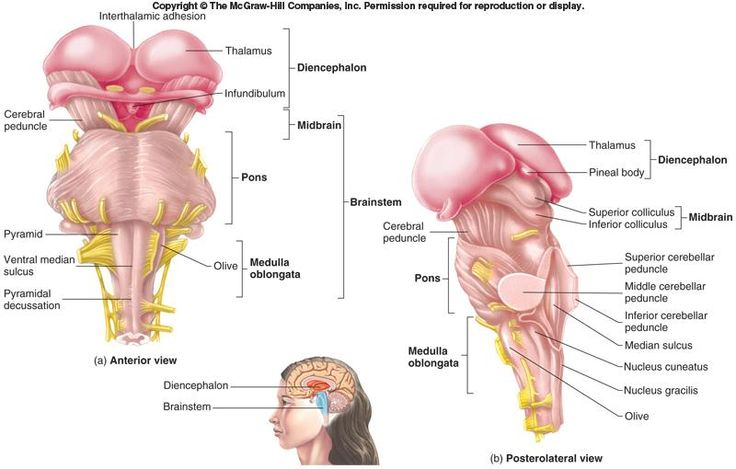 Copyright © The McGraw-Hill Companies, Inc. Permission required for reproduction or display.
Interthalamic adhesion
Thalamus
Diencephalon
Infundibulum
Cerebral
peduncle
Midbrain
Pons
Brainstem
Pyramid
Ventral median
sulcus
Olive
Medulla
oblongata
Pyramidal
decussation
(a) Anterior view
Diencephalon
Brainstem
Thalamus
Diencephalon
Pineal body
Superior colliculus
Inferior colliculus
Midbrain
Cerebral
peduncle
Pons
Superior cerebellar
peduncle
Middle cerebellar
peduncle
Inferior cerebellar
peduncle
Median sulcus
Medulla
oblongata
Nucleus cuneatus
Nucleus gracilis
Olive
(b) Posterolateral view